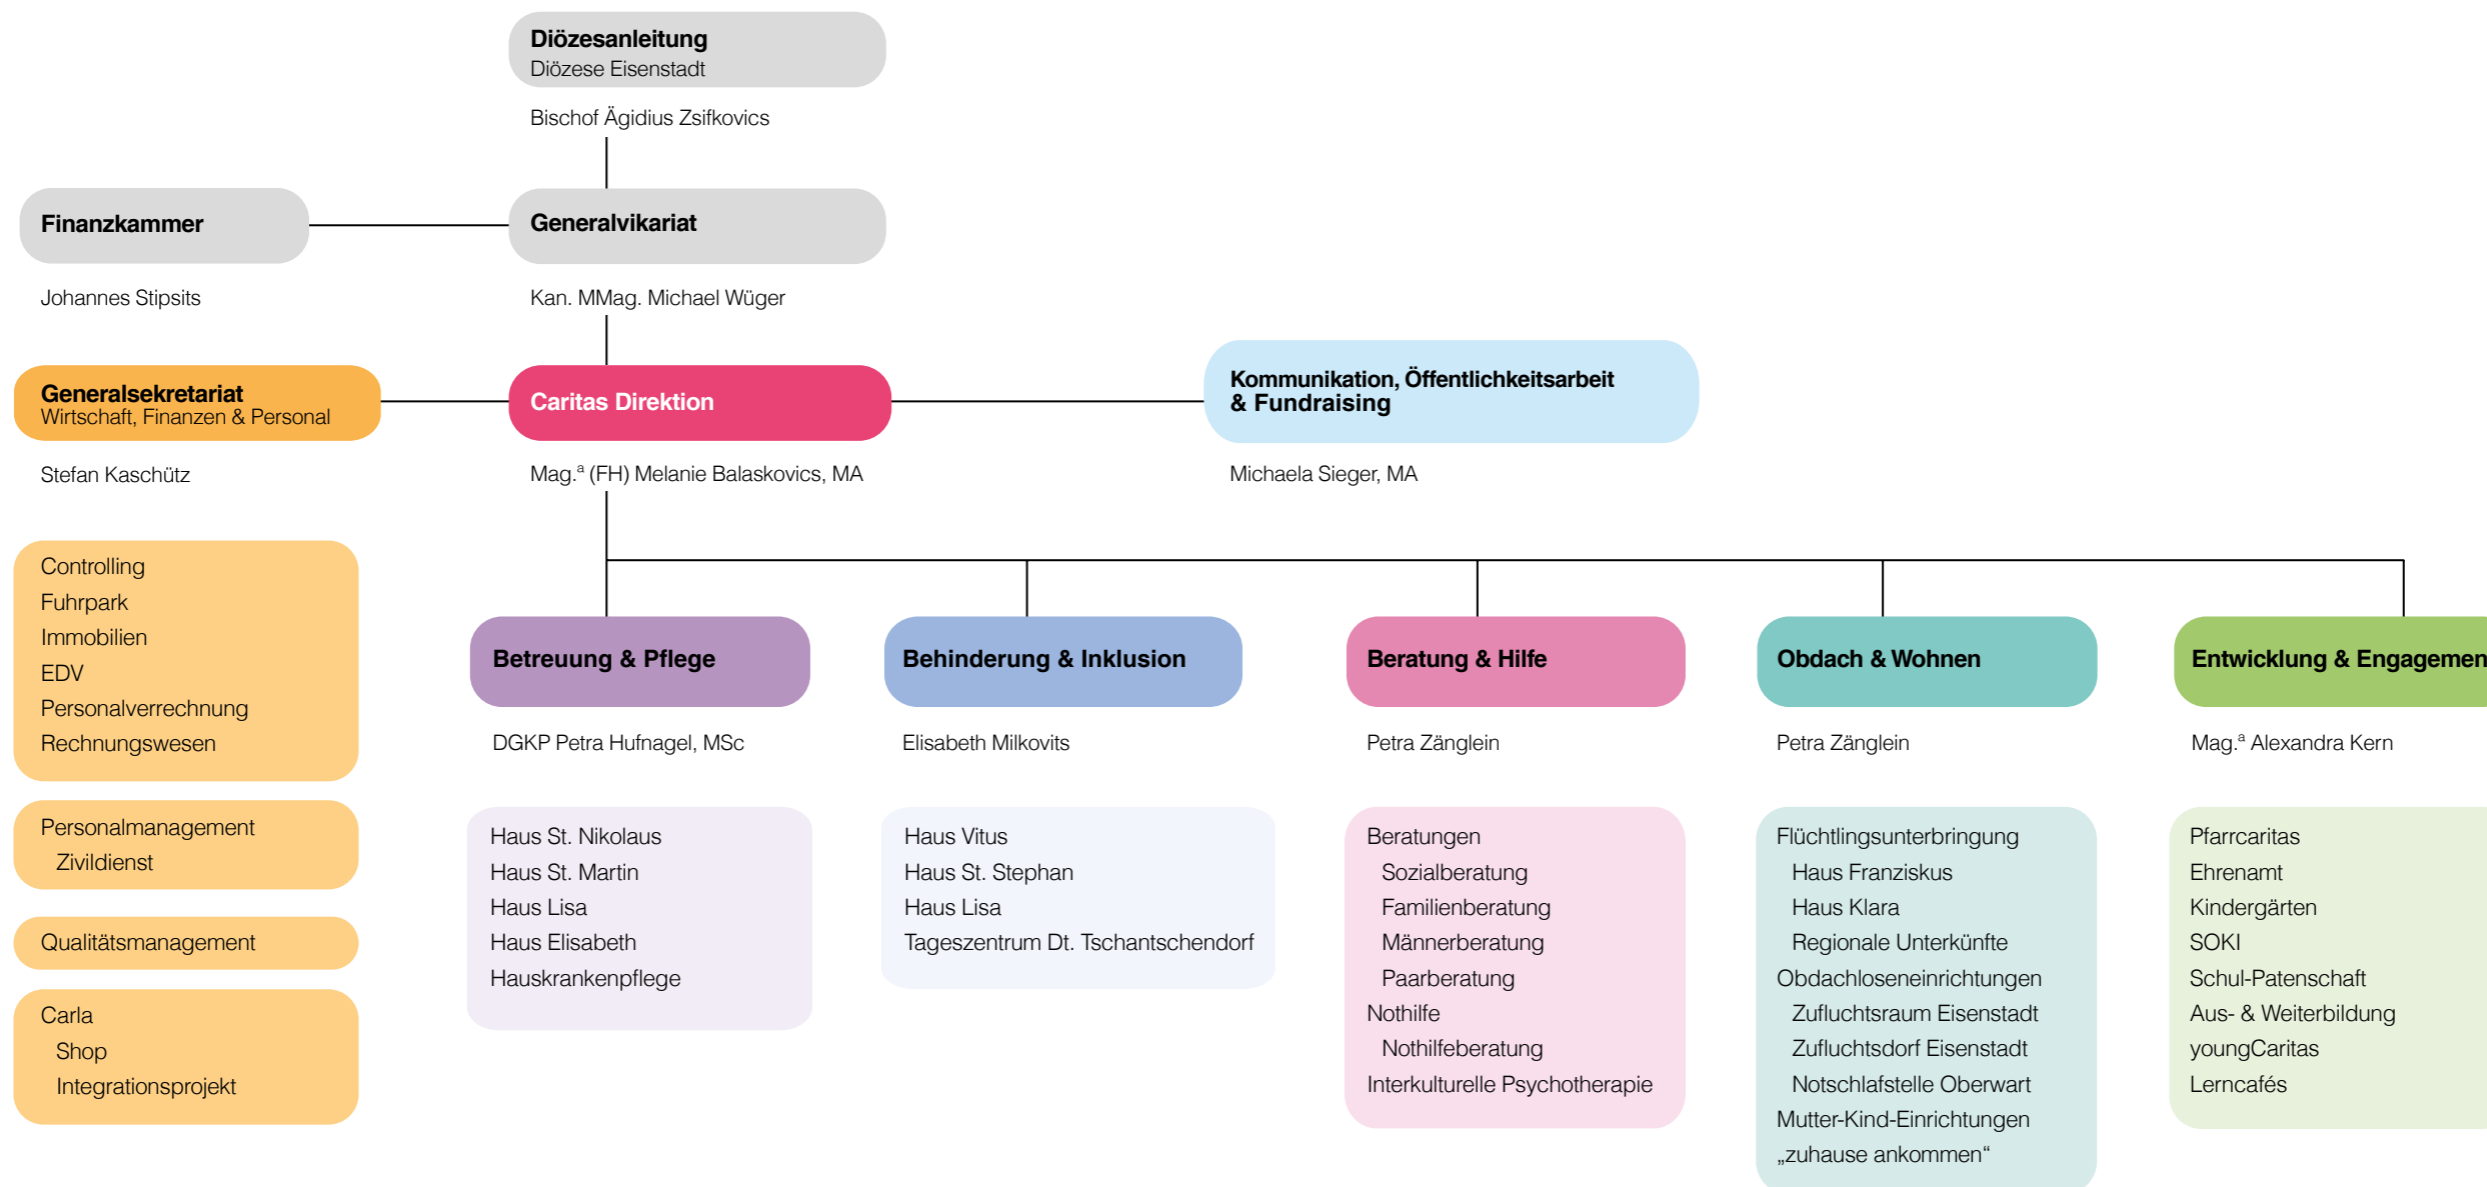 Diözesanleitung
Diözese Eisenstadt
Bischof Ägidius Zsifkovics
Finanzkammer
Johannes Stipsits
Generalvikariat
Kan. MMag. Michael Wüger
Generalsekretariat
Wirtschaft, Finanzen & Personal
Stefan Kaschütz
Caritas Direktion
Mag.ª (FH) Melanie Balaskovics, MA
Kommunikation, Öffentlichkeitsarbeit
& Fundraising
Michaela Sieger, MA
Controlling
Fuhrpark
Immobilien
EDV
Personalverrechnung
Rechnungswesen
Personalmanagement
Zivildienst
Qualitätsmanagement
Carla
Shop
Integrationsprojekt
Betreuung & Pflege
DGKP Petra Hufnagel, MSc
Haus St. Nikolaus
Haus St. Martin
Haus Lisa
Haus Elisabeth
Hauskrankenpflege
Behinderung & Inklusion
Elisabeth Milkovits
Haus Vitus
Haus St. Stephan
Haus Lisa
Tageszentrum Dt. Tschantschendorf
Beratung & Hilfe
Petra Zänglein
Beratungen
Sozialberatung
Familienberatung
Männerberatung
Paarberatung
Nothilfe
Nothilfeberatung
Interkulturelle Psychotherapie
Obdach & Wohnen
Petra Zänglein
Flüchtlingsunterbringung
Haus Franziskus
Haus Klara
Regionale Unterkünfte
Obdachloseneinrichtungen
Zufluchtsraum Eisenstadt
Zufluchtsdorf Eisenstadt
Notschlafstelle Oberwart
Mutter-Kind-Einrichtungen
„zuhause ankommen“
Entwicklung & Engagemen
Mag.ª Alexandra Kern
Pfarrcaritas
Ehrenamt
Kindergärten
SOKI
Schul-Patenschaft
Aus- & Weiterbildung
youngCaritas
Lerncafés